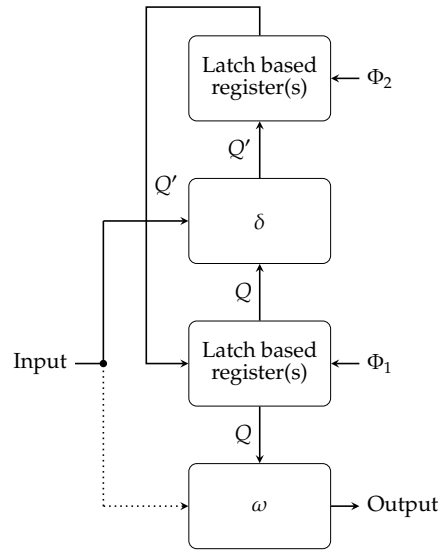 Latch based
register(s)
Φ₂
Q′
Q′
δ
Q
Input
Latch based
register(s)
Φ₁
Q
ω
Output